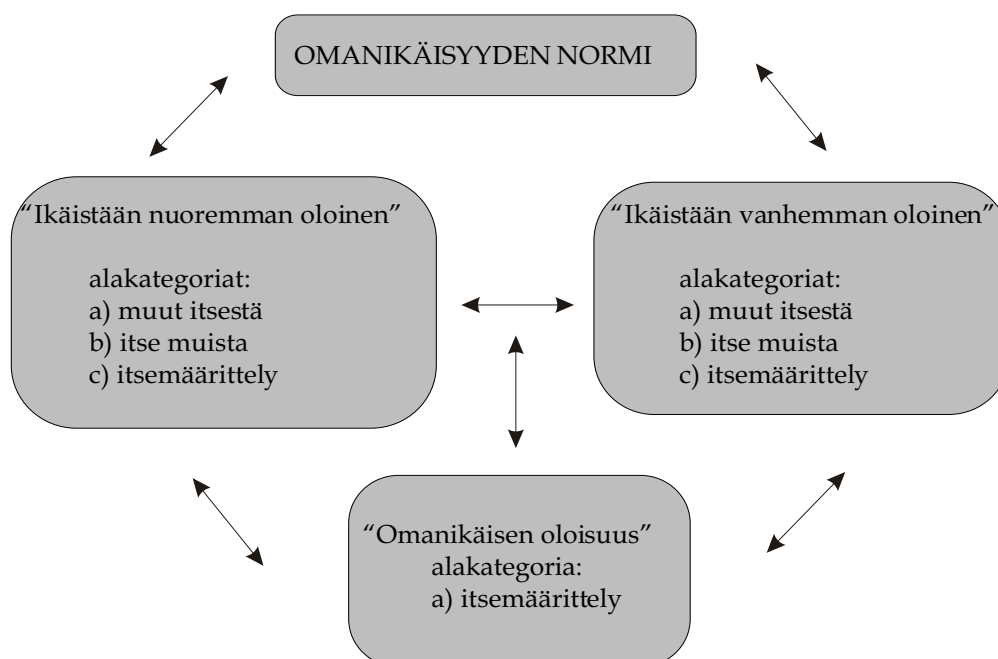 OMANIKÄISYYDEN NORMI
“Ikäistään nuoremman oloinen”
alakategoriat:
a) muut itsestä
b) itse muista
c) itsemäärittely
“Ikäistään vanhemman oloinen”
alakategoriat:
a) muut itsestä
b) itse muista
c) itsemäärittely
“Omanikäisen oloisuus”
alakategoria:
a) itsemäärittely